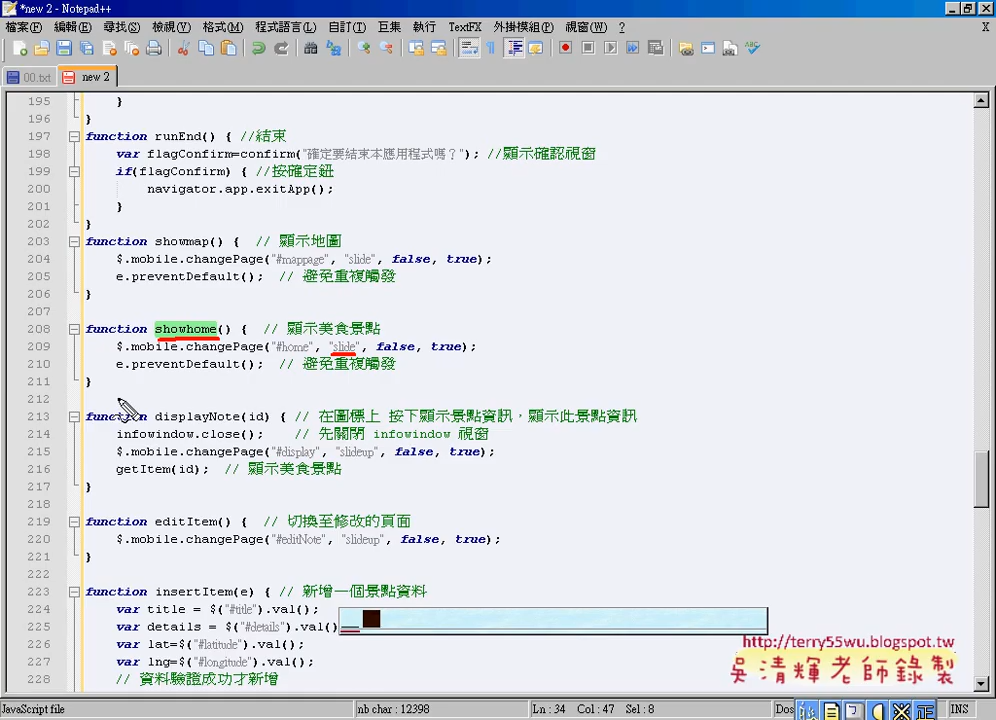 *new 2 - Notepad++
檔案(F) 編輯(E) 尋找(S) 檢視(V) 格式(M) 程式語言(L) 自訂(T) 巨集 執行 TextFX 外掛模組(P) 視窗(W) ? X
00.txt new 2
195 }
196 }
197 function runEnd() { //結束
198 var flagConfirm=confirm("確定要結束本應用程式嗎？"); //顯示確認視窗
199 if(flagConfirm) { //按確定鈕
200 navigator.app.exitApp();
201 }
202 }
203 function showmap() { // 顯示地圖
204 $.mobile.changePage("#mappage", "slide", false, true);
205 e.preventDefault(); // 避免重複觸發
206 }
207
208 function showhome() { // 顯示美食景點
209 $.mobile.changePage("#home", "slide", false, true);
210 e.preventDefault(); // 避免重複觸發
211 }
212
213 function displayNote(id) { // 在圖標上 按下顯示景點資訊，顯示此景點資訊
214 infowindow.close(); // 先關閉 infowindow 視窗
215 $.mobile.changePage("#display", "slideup", false, true);
216 getItem(id); // 顯示美食景點
217 }
218
219 function editItem() { // 切換至修改的頁面
220 $.mobile.changePage("#editNote", "slideup", false, true);
221 }
222
223 function insertItem(e) { // 新增一個景點資料
224 var title = $("#title").val();
225 var details = $("#details").val()
226 var lat=$("#latitude").val();
227 var lng=$("#longitude").val();
228 // 資料驗證成功才新增
http://terry55wu.blogspot.tw
吳清輝老師錄製
JavaScript file nb char : 12398 Ln : 34 Col : 47 Sel : 8 Dos 正 INS